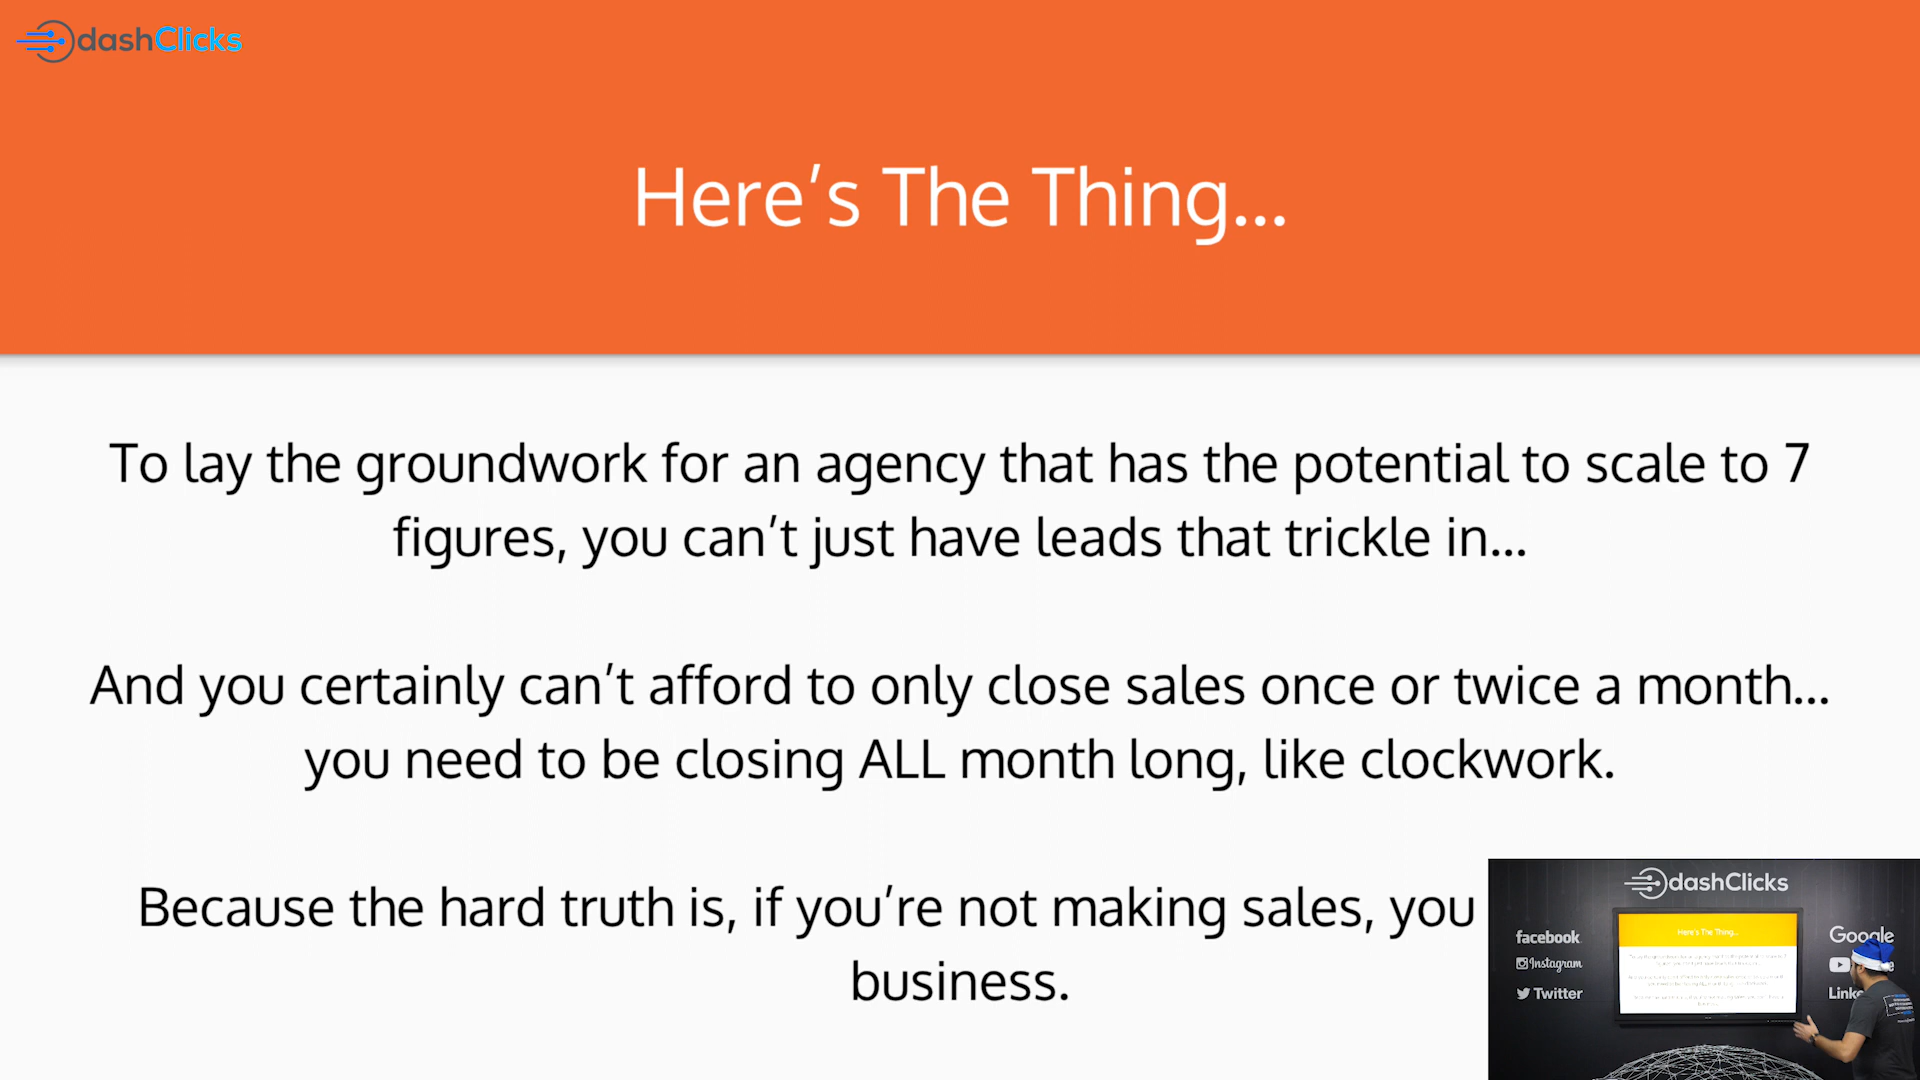 dashClicks
Here's The Thing...
To lay the groundwork for an agency that has the potential to scale to 7
figures, you can't just have leads that trickle in...
And you certainly can't afford to only close sales once or twice a month...
you need to be closing ALL month long, like clockwork.
Because the hard truth is, if you're not making sales, you
business.
dashClicks
Here's The Thing...
facebook
Instagram
Twitter
Google